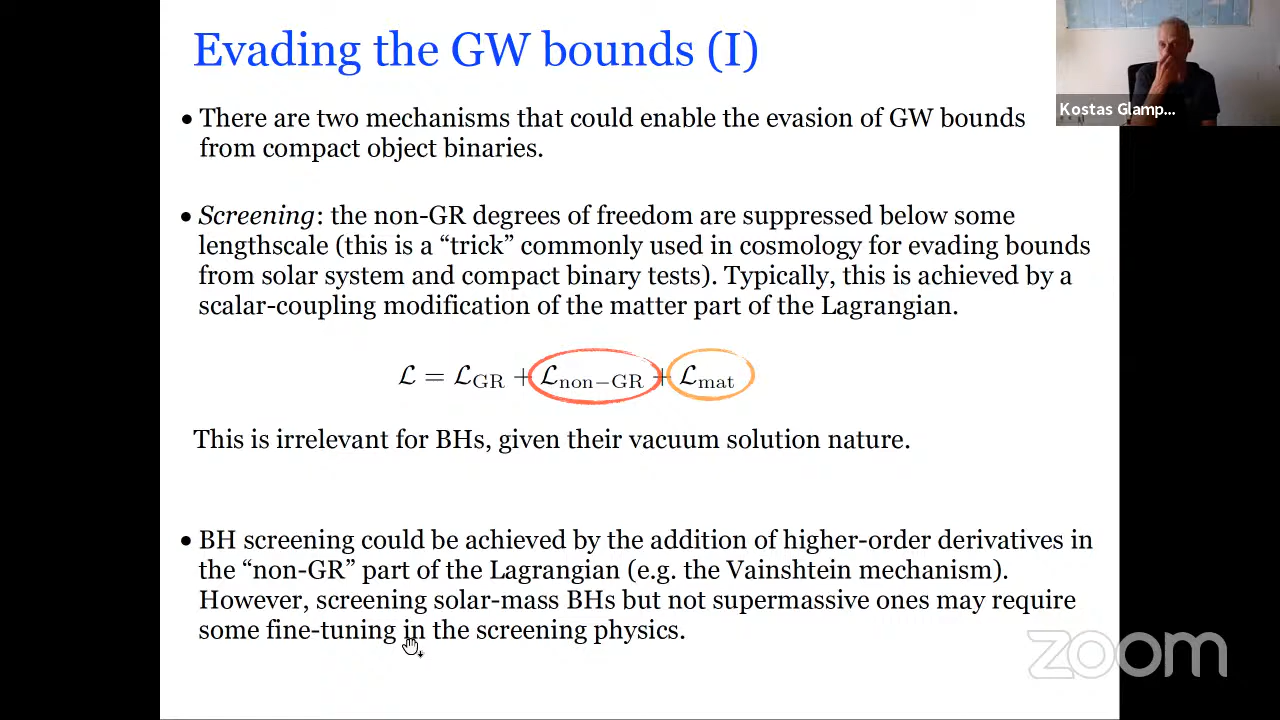 Evading the GW bounds (I)
Kostas Glamp...
• There are two mechanisms that could enable the evasion of GW bounds
from compact object binaries.
• Screening: the non-GR degrees of freedom are suppressed below some
lengthscale (this is a “trick” commonly used in cosmology for evading bounds
from solar system and compact binary tests). Typically, this is achieved by a
scalar-coupling modification of the matter part of the Lagrangian.
ℒ = ℒ_GR + ℒ_non−GR + ℒ_mat
This is irrelevant for BHs, given their vacuum solution nature.
• BH screening could be achieved by the addition of higher-order derivatives in
the “non-GR” part of the Lagrangian (e.g. the Vainshtein mechanism).
However, screening solar-mass BHs but not supermassive ones may require
some fine-tuning in the screening physics.
zoom